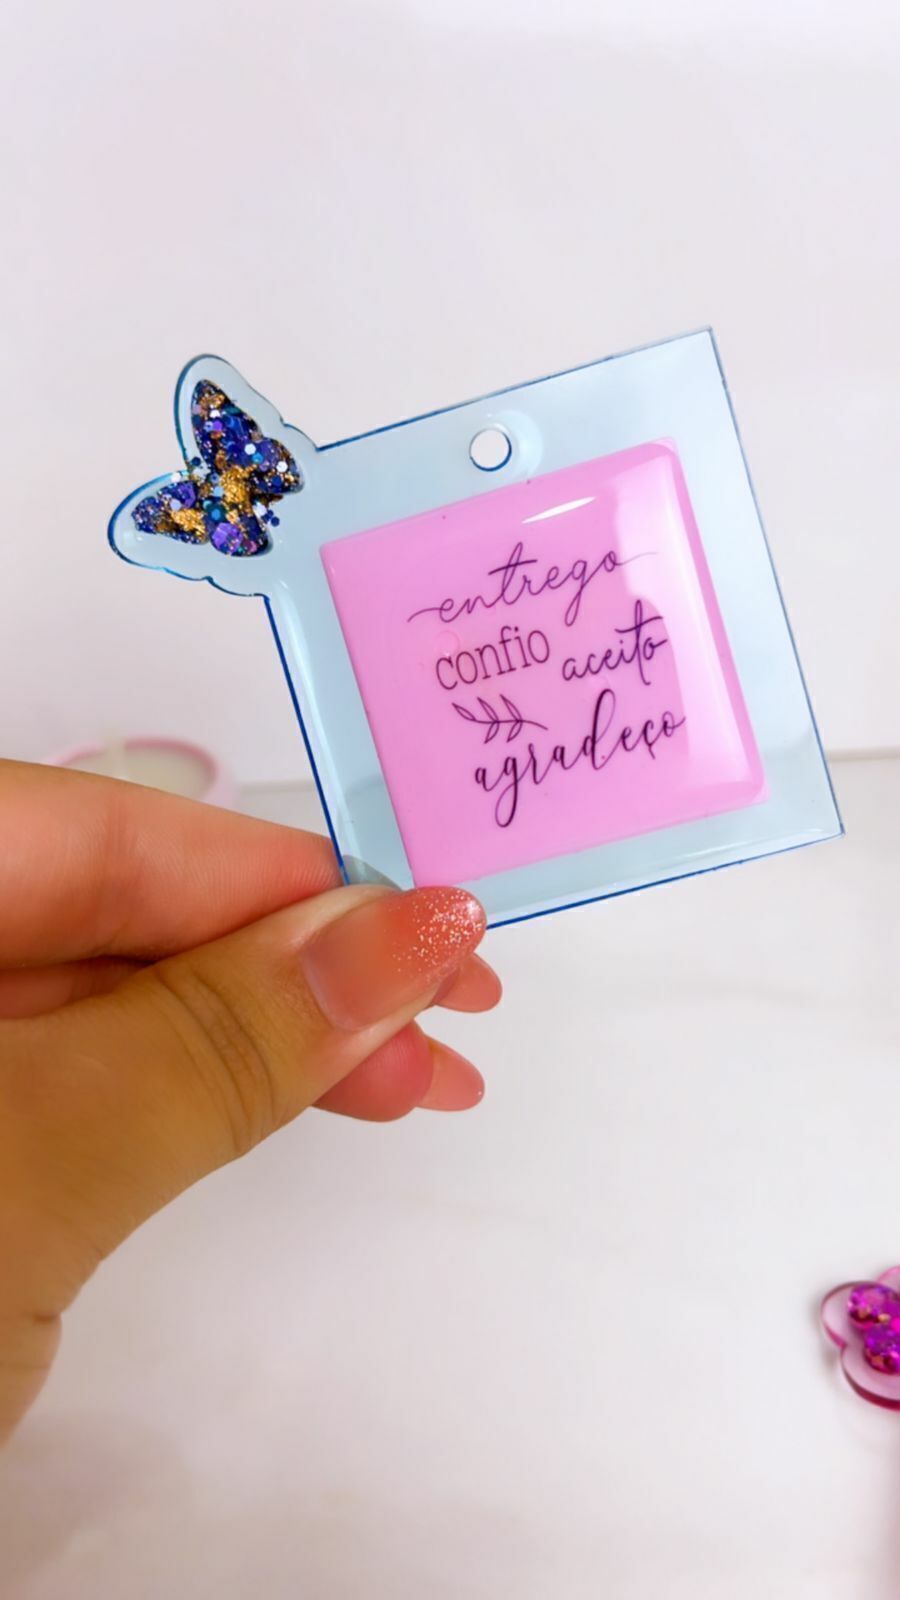 entrego
confio aceito
agradeço